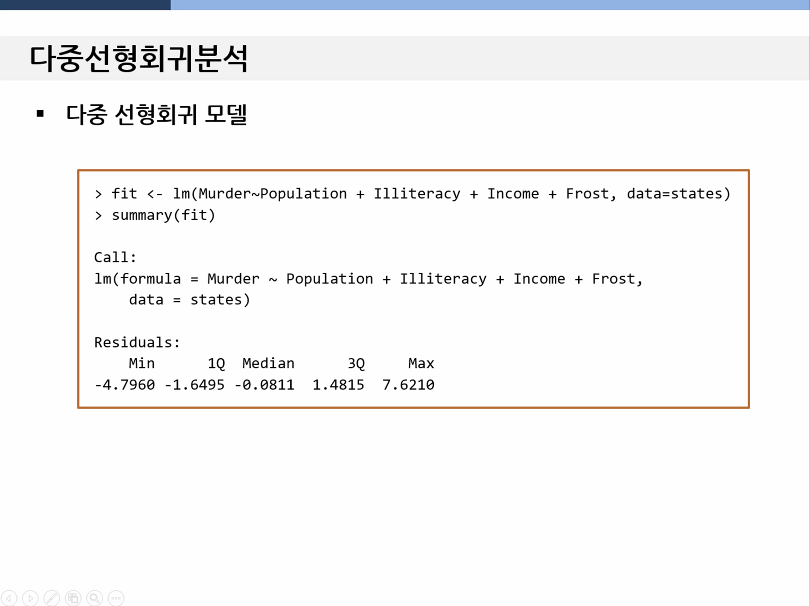 다중선형회귀분석
▪ 다중 선형회귀 모델
> fit <- lm(Murder~Population + Illiteracy + Income + Frost, data=states)
> summary(fit)
Call:
lm(formula = Murder ~ Population + Illiteracy + Income + Frost,
    data = states)
Residuals:
    Min      1Q  Median      3Q     Max
-4.7960 -1.6495 -0.0811  1.4815  7.6210